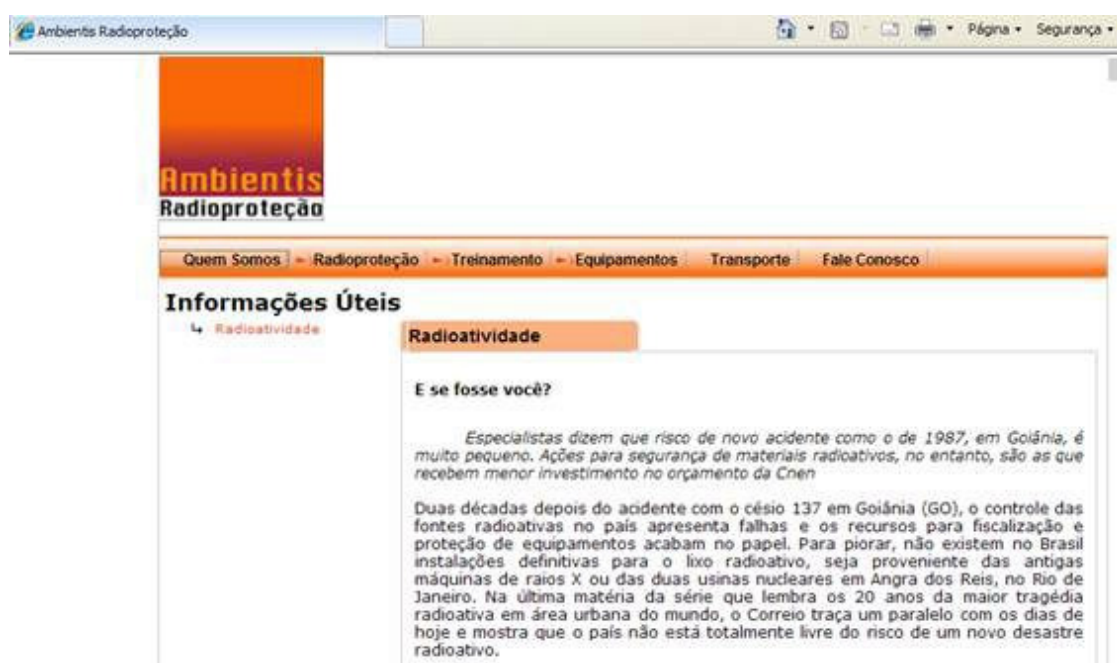 Ambientis Radioproteção
Página
Segurança
Ambientis
Radioproteção
Quem Somos Radioproteção Treinamento Equipamentos Transporte Fale Conosco
Informações Úteis
Radioatividade
Radioatividade
E se fosse você?
Especialistas dizem que risco de novo acidente como o de 1987, em Goiânia, é
muito pequeno. Ações para segurança de materiais radioativos, no entanto, são as que
recebem menor investimento no orçamento da Cnen
Duas décadas depois do acidente com o césio 137 em Goiânia (GO), o controle das
fontes radioativas no país apresenta falhas e os recursos para fiscalização e
proteção de equipamentos acabam no papel. Para piorar, não existem no Brasil
instalações definitivas para o lixo radioativo, seja proveniente das antigas
máquinas de raios X ou das duas usinas nucleares em Angra dos Reis, no Rio de
Janeiro. Na última matéria da série que lembra os 20 anos da maior tragédia
radioativa em área urbana do mundo, o Correio traça um paralelo com os dias de
hoje e mostra que o país não está totalmente livre do risco de um novo desastre
radioativo.